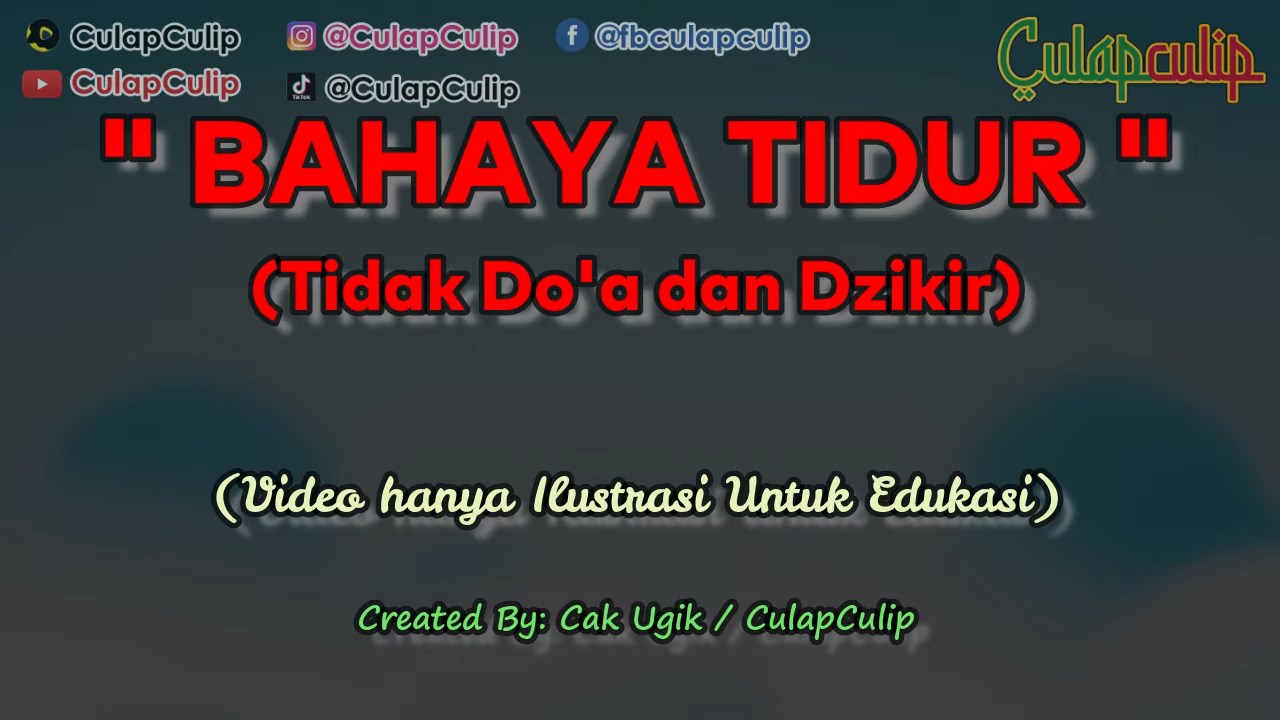 CulapCulip @CulapCulip @fbculapculip Culapculip
CulapCulip TikTok @CulapCulip
" BAHAYA TIDUR "
(Tidak Do'a dan Dzikir)
(Video hanya Ilustrasi Untuk Edukasi)
Created By: Cak Ugik / CulapCulip